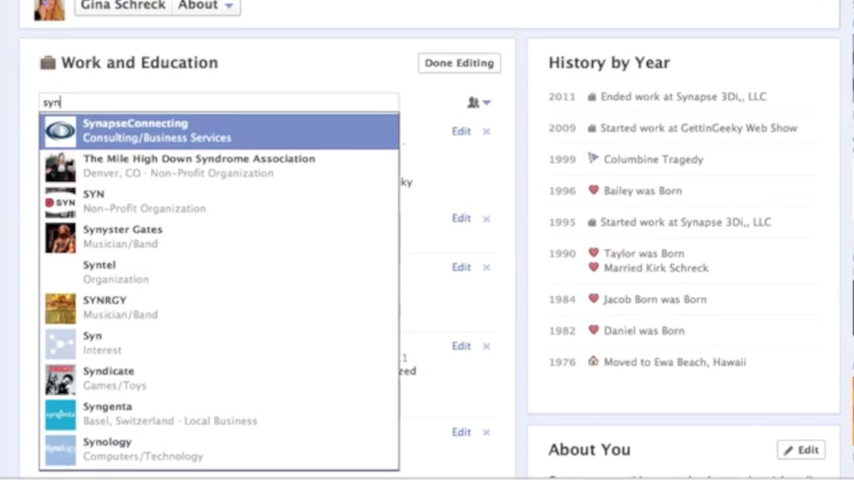 Gina Schreck About
Work and Education
Done Editing
syn
SynapseConnecting
Consulting/Business Services
The Mile High Down Syndrome Association
Denver, CO · Non-Profit Organization
SYN
Non-Profit Organization
Synyster Gates
Musician/Band
Syntel
Organization
SYNRGY
Musician/Band
Syn
Interest
Syndicate
Games/Toys
Syngenta
Basel, Switzerland · Local Business
Synology
Computers/Technology
Edit ×
ky
Edit ×
Edit ×
Edit ×
1
zed
Edit ×
History by Year
2011 Ended work at Synapse 3Di,, LLC
2009 Started work at GettinGeeky Web Show
1999 Columbine Tragedy
1996 Bailey was Born
1995 Started work at Synapse 3Di,, LLC
1990 Taylor was Born
Married Kirk Schreck
1984 Jacob Born was Born
1982 Daniel was Born
1976 Moved to Ewa Beach, Hawaii
About You
Edit